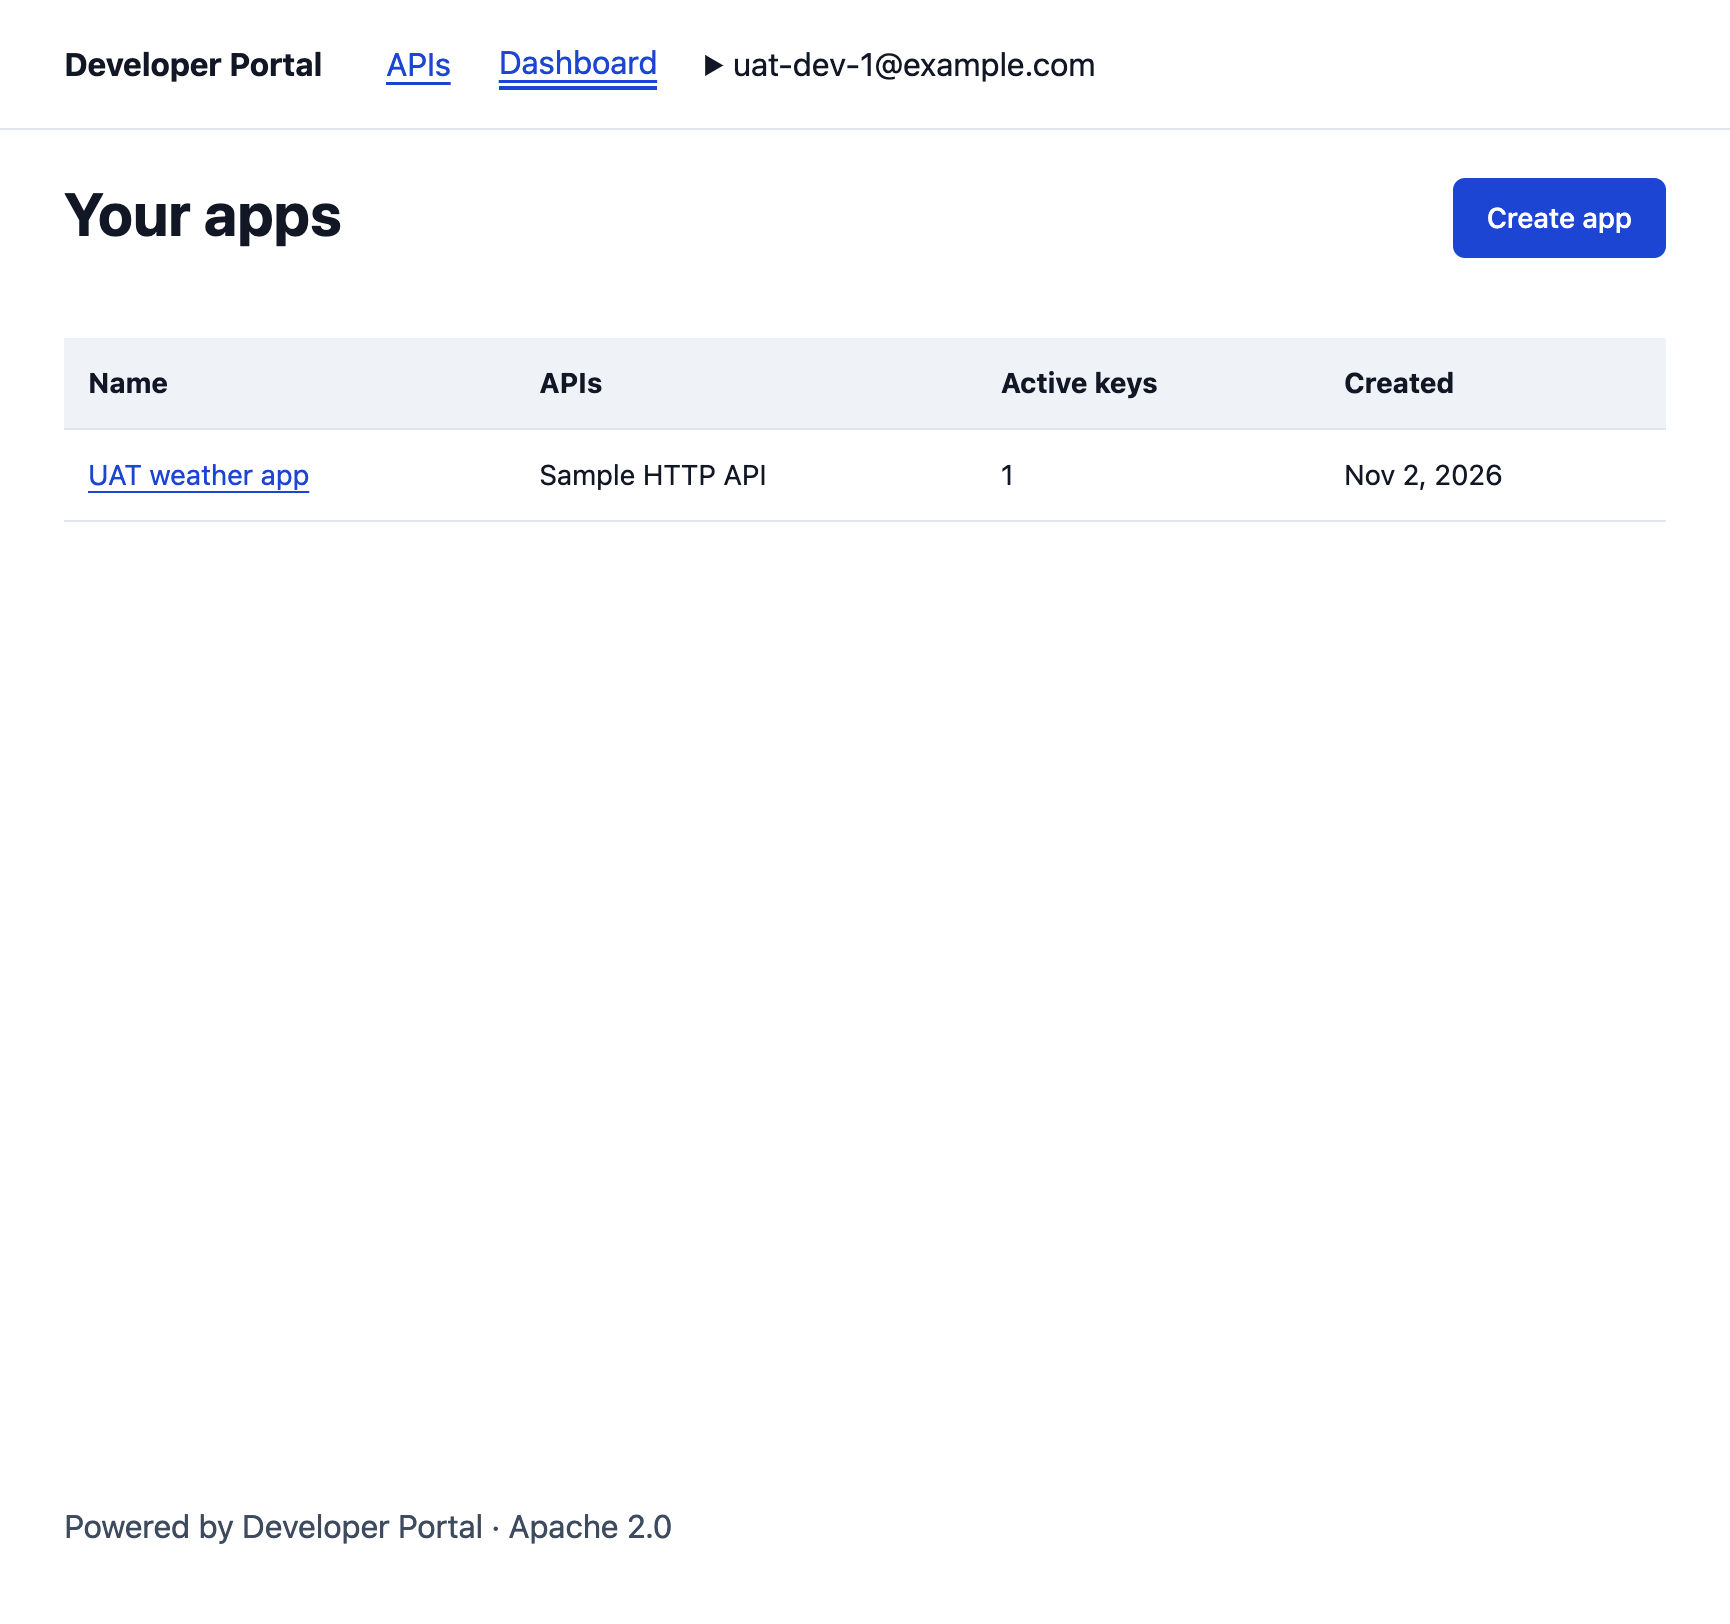 Developer Portal APIs Dashboard ▶ uat-dev-1@example.com
Your apps Create app
Name APIs Active keys Created
UAT weather app Sample HTTP API 1 Nov 2, 2026
Powered by Developer Portal · Apache 2.0